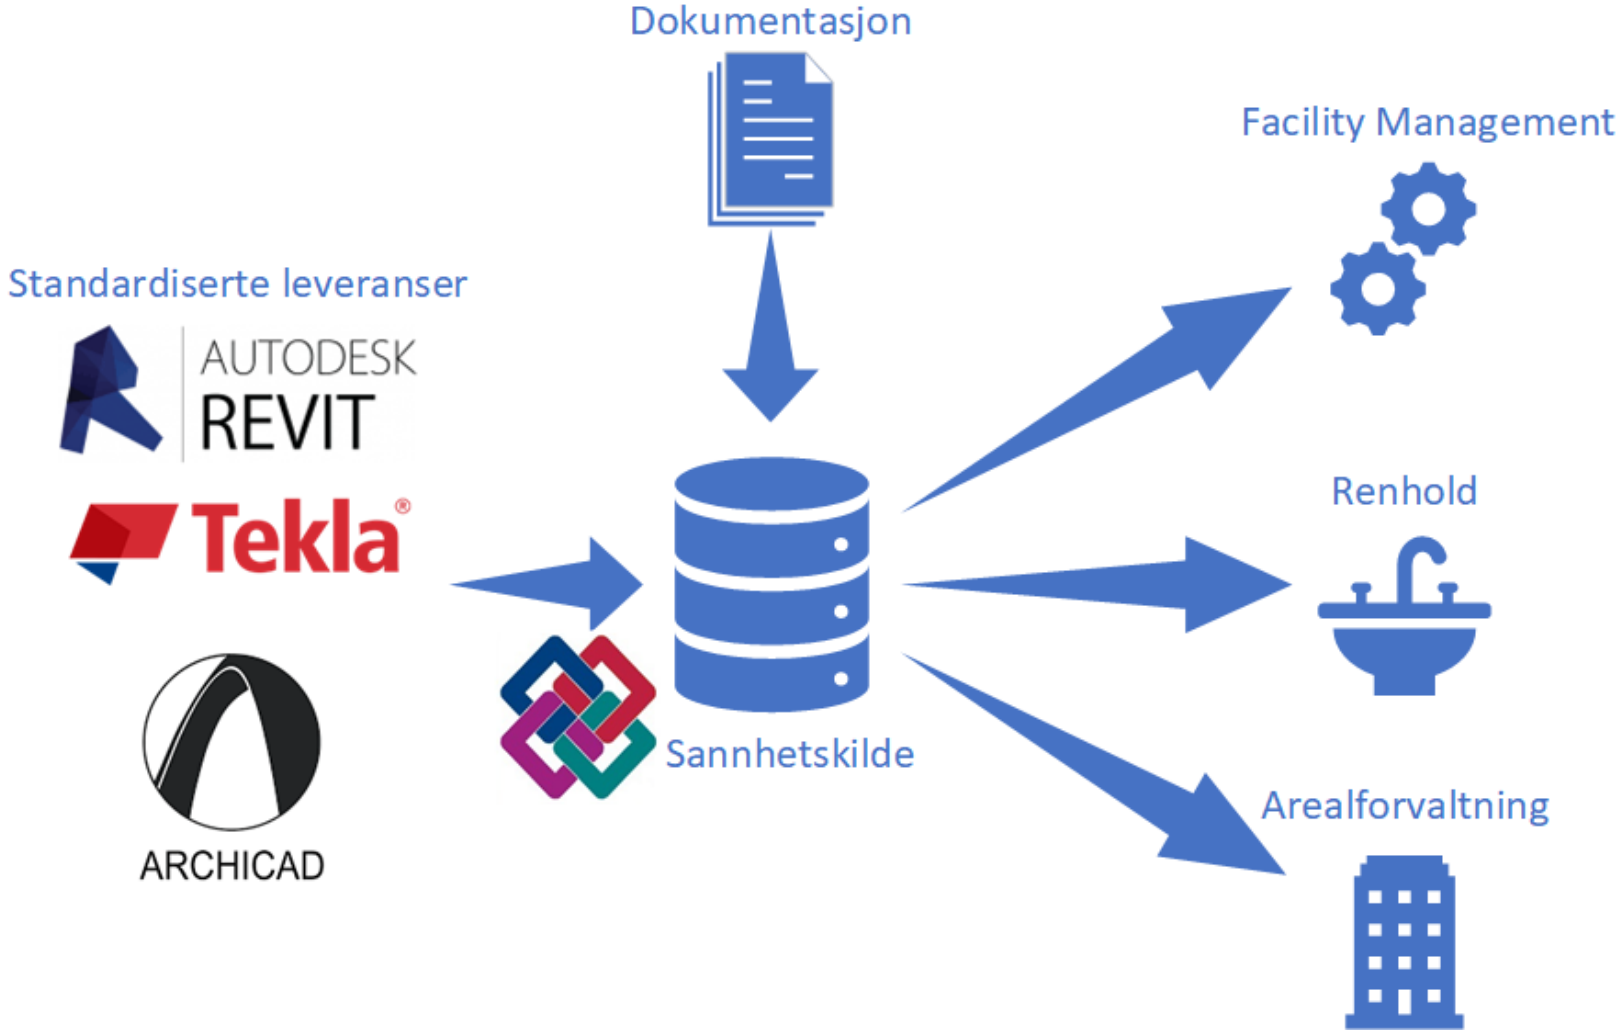 Dokumentasjon
Facility Management
Standardiserte leveranser
AUTODESK
REVIT
Tekla®
Renhold
Sannhetskilde
Arealforvaltning
ARCHICAD